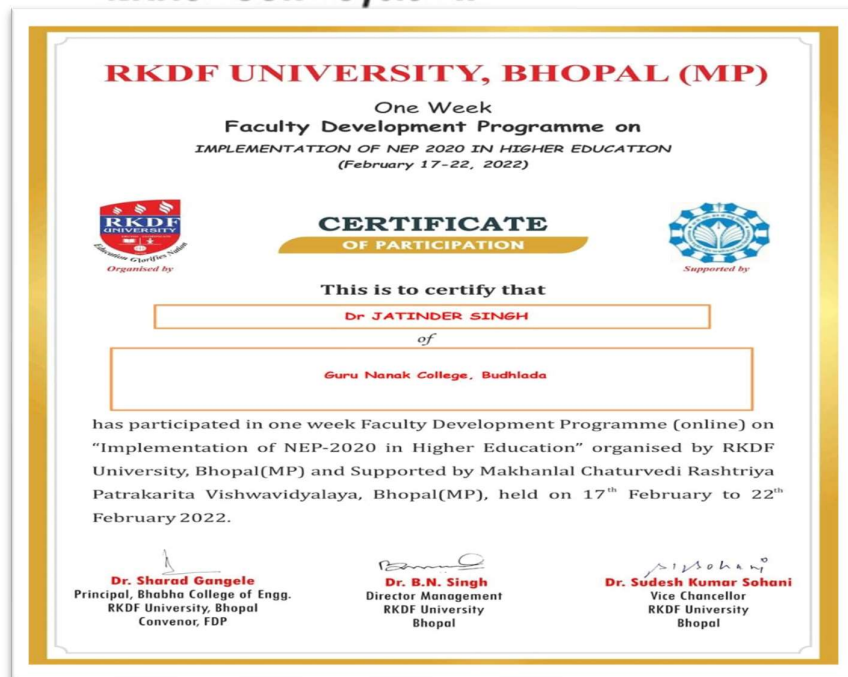 RKDF UNIVERSITY, BHOPAL (MP)
One Week
Faculty Development Programme on
IMPLEMENTATION OF NEP 2020 IN HIGHER EDUCATION
(February 17-22, 2022)
RKDF
UNIVERSITY
Education Glorifies Nation
Organised by
CERTIFICATE
OF PARTICIPATION
Supported by
This is to certify that
Dr JATINDER SINGH
of
Guru Nanak College, Budhlada
has participated in one week Faculty Development Programme (online) on
“Implementation of NEP-2020 in Higher Education” organised by RKDF
University, Bhopal(MP) and Supported by Makhanlal Chaturvedi Rashtriya
Patrakarita Vishwavidyalaya, Bhopal(MP), held on 17th February to 22th
February 2022.
Dr. Sharad Gangele
Principal, Bhabha College of Engg.
RKDF University, Bhopal
Convenor, FDP
Dr. B.N. Singh
Director Management
RKDF University
Bhopal
Dr. Sudesh Kumar Sohani
Vice Chancellor
RKDF University
Bhopal